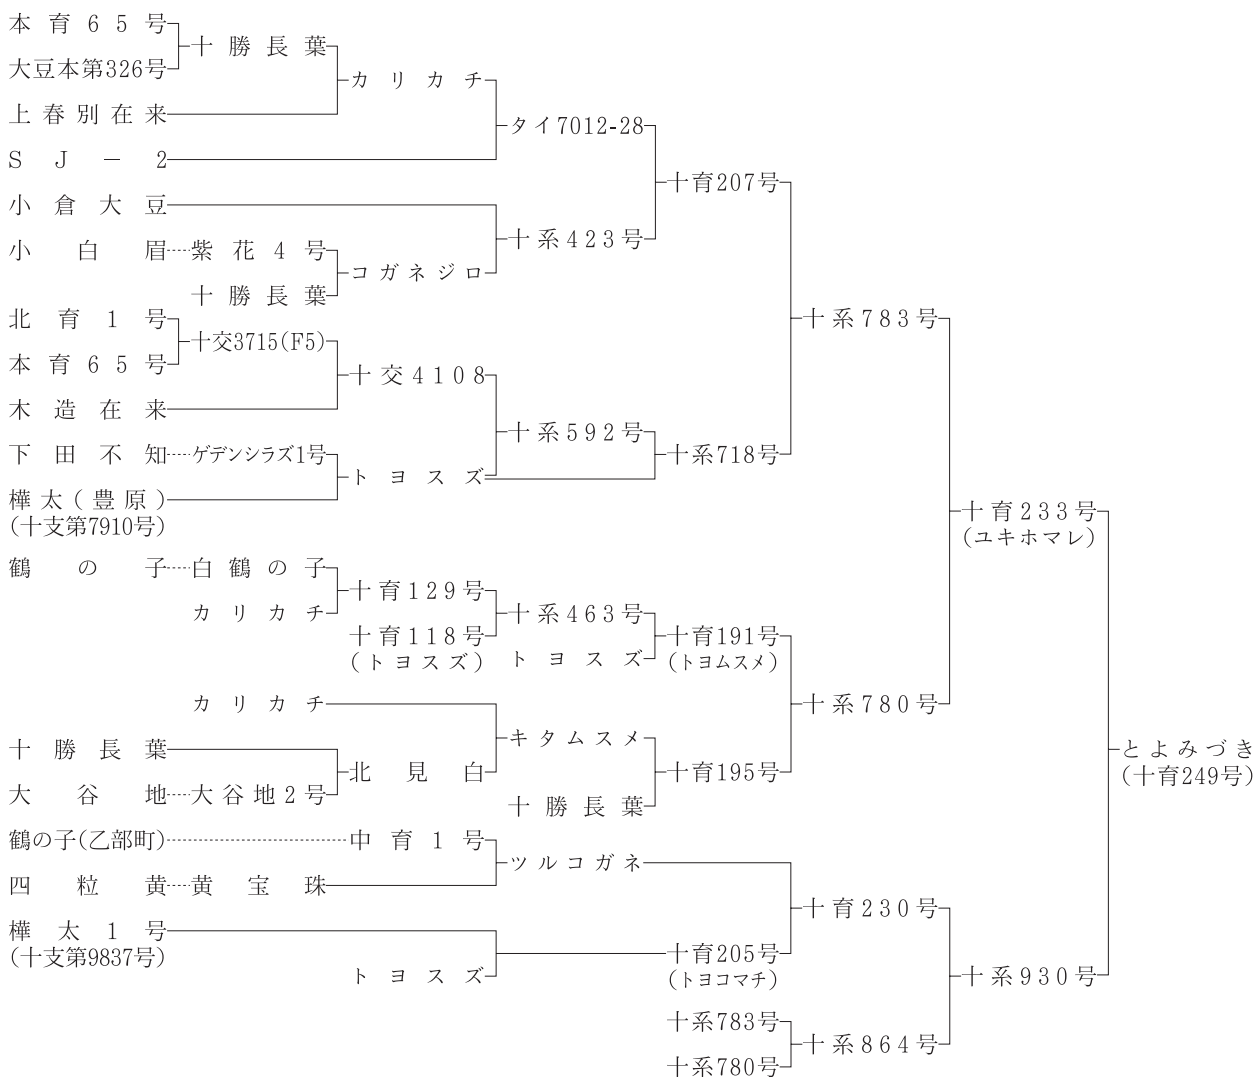 本育65号
十勝長葉
大豆本第326号
カリカチ
上春別在来
タイ7012-28
SJ－2
十育207号
小倉大豆
十系423号
小白眉
紫花4号
コガネジロ
十勝長葉
十系783号
北育1号
十交3715(F5)
本育65号
十交4108
木造在来
十系592号
下田不知
ゲデンシラズ1号
十系718号
トヨスズ
樺太(豊原)
(十支第7910号)
十育233号
(ユキホマレ)
鶴の子
白鶴の子
十育129号
カリカチ
十系463号
十育118号
(トヨスズ)
十育191号
(トヨムスメ)
トヨスズ
カリカチ
十系780号
キタムスメ
十勝長葉
北見白
十育195号
とよみづき
(十育249号)
大谷地
大谷地2号
十勝長葉
鶴の子(乙部町)
中育1号
ツルコガネ
四粒黄
黄宝珠
十育230号
樺太1号
(十支第9837号)
十育205号
(トヨコマチ)
トヨスズ
十系930号
十系783号
十系864号
十系780号